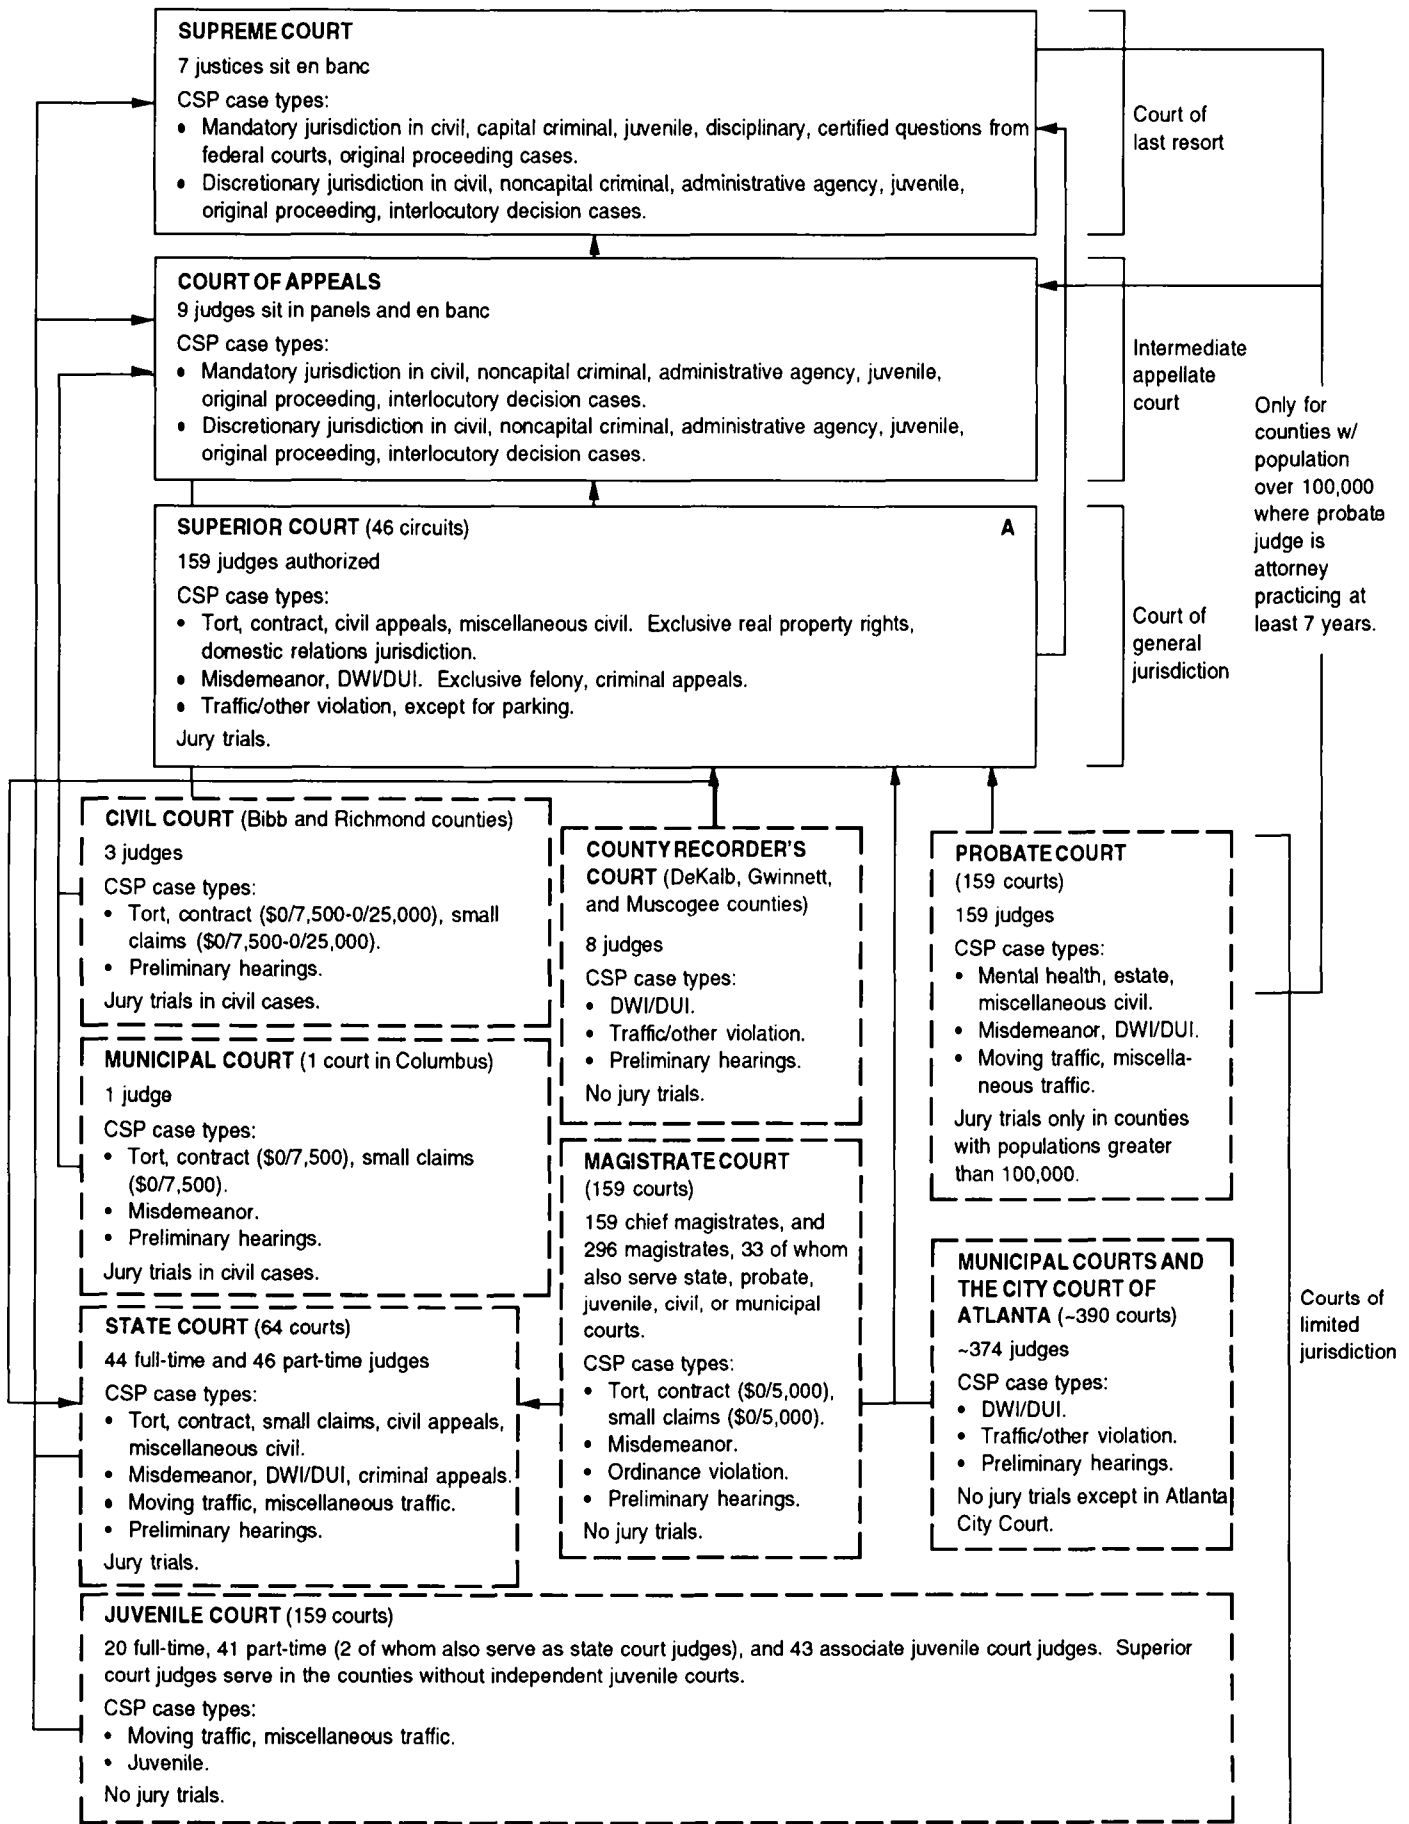 SUPREME COURT
7 justices sit en banc
CSP case types:
• Mandatory jurisdiction in civil, capital criminal, juvenile, disciplinary, certified questions from
federal courts, original proceeding cases.
• Discretionary jurisdiction in civil, noncapital criminal, administrative agency, juvenile,
original proceeding, interlocutory decision cases.
Court of
last resort
COURT OF APPEALS
9 judges sit in panels and en banc
CSP case types:
• Mandatory jurisdiction in civil, noncapital criminal, administrative agency, juvenile,
original proceeding, interlocutory decision cases.
• Discretionary jurisdiction in civil, noncapital criminal, administrative agency, juvenile,
original proceeding, interlocutory decision cases.
Intermediate
appellate
court
Only for
counties w/
population
over 100,000
where probate
judge is
attorney
practicing at
least 7 years.
SUPERIOR COURT (46 circuits) A
159 judges authorized
CSP case types:
• Tort, contract, civil appeals, miscellaneous civil. Exclusive real property rights,
domestic relations jurisdiction.
• Misdemeanor, DWI/DUI. Exclusive felony, criminal appeals.
• Traffic/other violation, except for parking.
Jury trials.
Court of
general
jurisdiction
CIVIL COURT (Bibb and Richmond counties)
3 judges
CSP case types:
• Tort, contract ($0/7,500-0/25,000), small
claims ($0/7,500-0/25,000).
• Preliminary hearings.
Jury trials in civil cases.
MUNICIPAL COURT (1 court in Columbus)
1 judge
CSP case types:
• Tort, contract ($0/7,500), small claims
($0/7,500).
• Misdemeanor.
• Preliminary hearings.
Jury trials in civil cases.
STATE COURT (64 courts)
44 full-time and 46 part-time judges
CSP case types:
• Tort, contract, small claims, civil appeals,
miscellaneous civil.
• Misdemeanor, DWI/DUI, criminal appeals.
• Moving traffic, miscellaneous traffic.
• Preliminary hearings.
Jury trials.
COUNTY RECORDER'S
COURT (DeKalb, Gwinnett,
and Muscogee counties)
8 judges
CSP case types:
• DWI/DUI.
• Traffic/other violation.
• Preliminary hearings.
No jury trials.
MAGISTRATE COURT
(159 courts)
159 chief magistrates, and
296 magistrates, 33 of whom
also serve state, probate,
juvenile, civil, or municipal
courts.
CSP case types:
• Tort, contract ($0/5,000),
small claims ($0/5,000).
• Misdemeanor.
• Ordinance violation.
• Preliminary hearings.
No jury trials.
PROBATE COURT
(159 courts)
159 judges
CSP case types:
• Mental health, estate,
miscellaneous civil.
• Misdemeanor, DWI/DUI.
• Moving traffic, miscella-
neous traffic.
Jury trials only in counties
with populations greater
than 100,000.
MUNICIPAL COURTS AND
THE CITY COURT OF
ATLANTA (~390 courts)
~374 judges
CSP case types:
• DWI/DUI.
• Traffic/other violation.
• Preliminary hearings.
No jury trials except in Atlanta
City Court.
Courts of
limited
jurisdiction
JUVENILE COURT (159 courts)
20 full-time, 41 part-time (2 of whom also serve as state court judges), and 43 associate juvenile court judges. Superior
court judges serve in the counties without independent juvenile courts.
CSP case types:
• Moving traffic, miscellaneous traffic.
• Juvenile.
No jury trials.